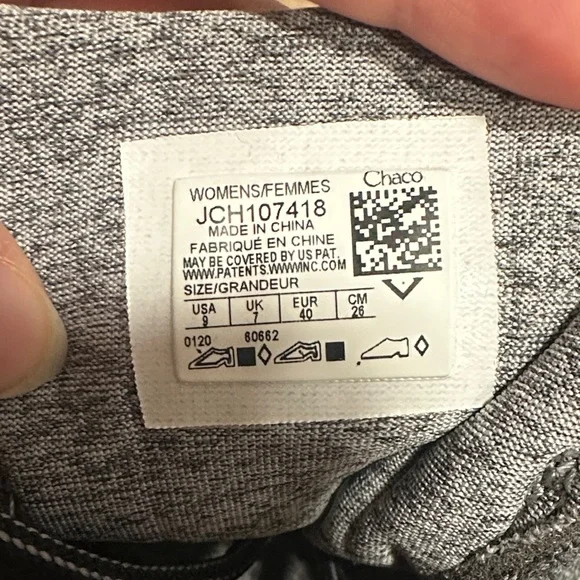 Chaco
WOMENS/FEMMES
JCH107418
MADE IN CHINA
FABRIQUÉ EN CHINE
MAY BE COVERED BY US PAT.
WWW.PATENTS.WWWINC.COM
SIZE/GRANDEUR
USA UK EUR CM
9 7 40 26
0120 60662